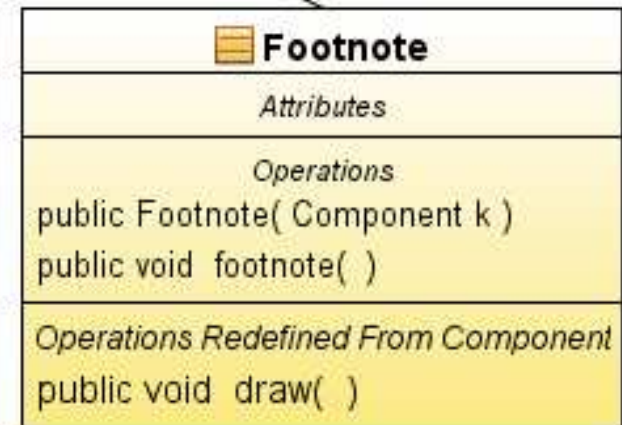 Footnote
Attributes
Operations
public Footnote( Component k )
public void footnote( )
Operations Redefined From Component
public void draw( )